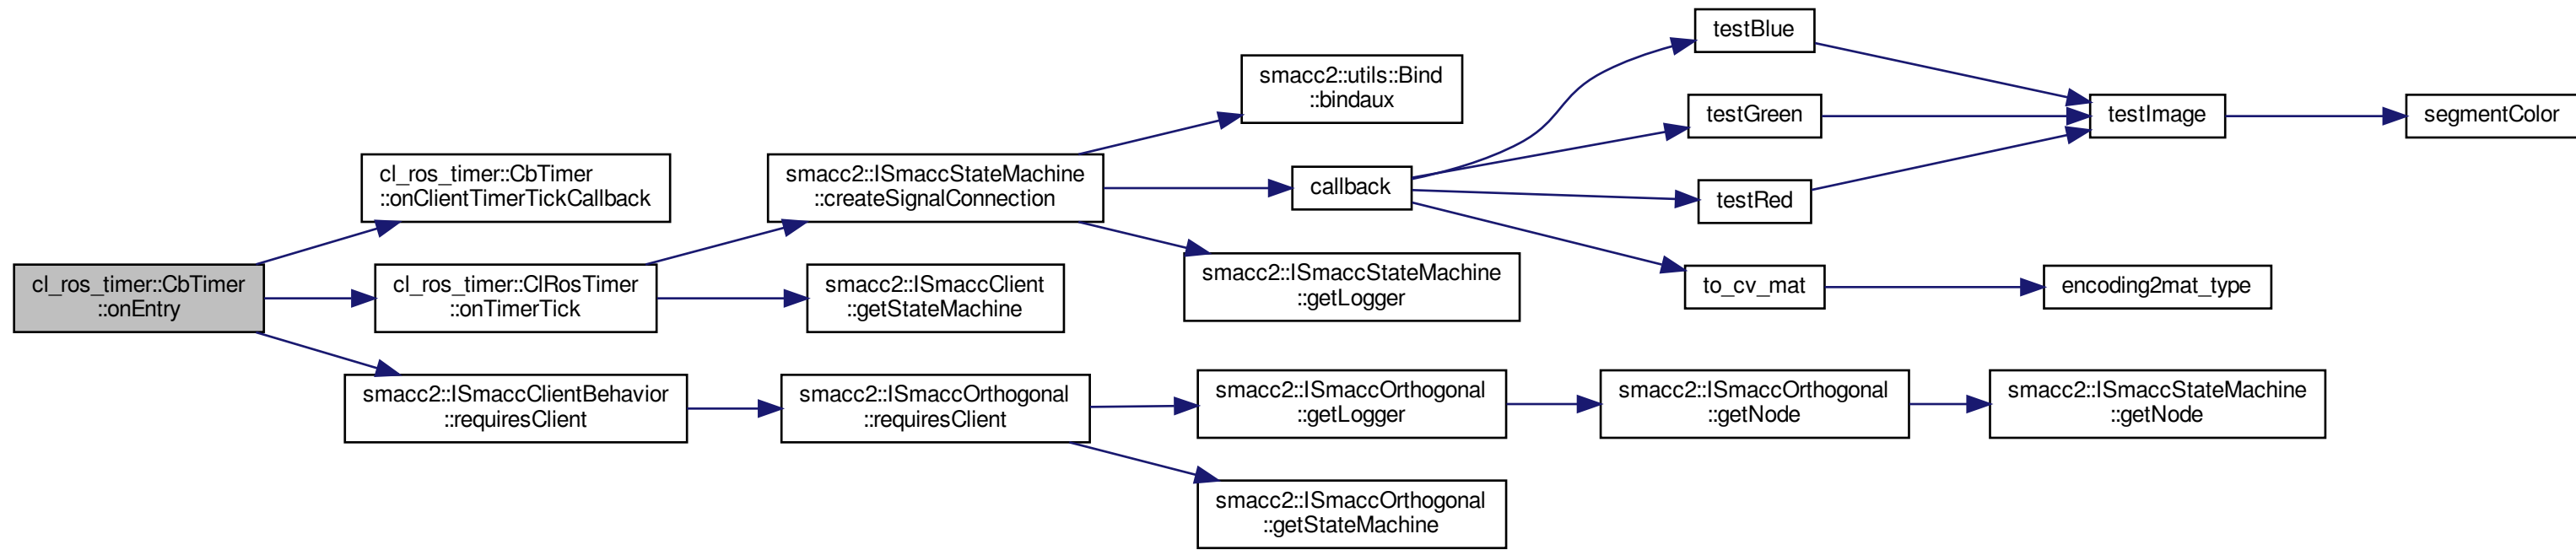 cl_ros_timer::CbTimer
::onEntry
cl_ros_timer::CbTimer
::onClientTimerTickCallback
cl_ros_timer::ClRosTimer
::onTimerTick
smacc2::ISmaccClientBehavior
::requiresClient
smacc2::ISmaccStateMachine
::createSignalConnection
smacc2::ISmaccClient
::getStateMachine
smacc2::ISmaccOrthogonal
::requiresClient
smacc2::utils::Bind
::bindaux
callback
smacc2::ISmaccStateMachine
::getLogger
smacc2::ISmaccOrthogonal
::getLogger
smacc2::ISmaccOrthogonal
::getStateMachine
testBlue
testGreen
testRed
to_cv_mat
smacc2::ISmaccOrthogonal
::getNode
testImage
encoding2mat_type
smacc2::ISmaccStateMachine
::getNode
segmentColor